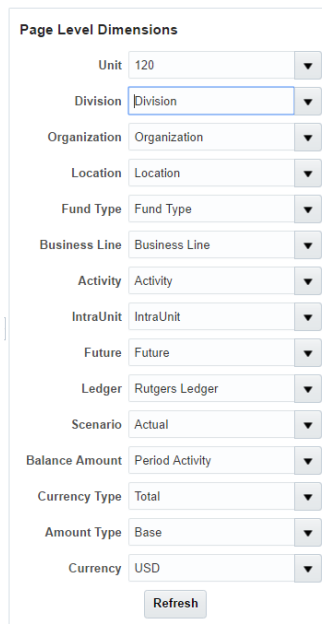 Page Level Dimensions
Unit 120
Division Division
Organization Organization
Location Location
Fund Type Fund Type
Business Line Business Line
Activity Activity
IntraUnit IntraUnit
Future Future
Ledger Rutgers Ledger
Scenario Actual
Balance Amount Period Activity
Currency Type Total
Amount Type Base
Currency USD
Refresh